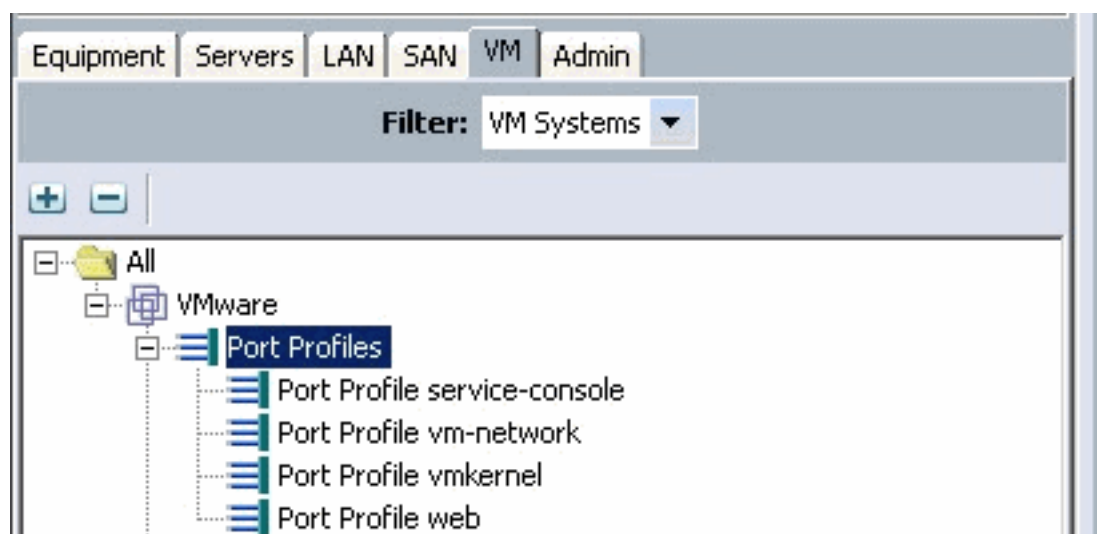 Equipment Servers LAN SAN VM Admin
Filter: VM Systems
All
VMware
Port Profiles
Port Profile service-console
Port Profile vm-network
Port Profile vmkernel
Port Profile web